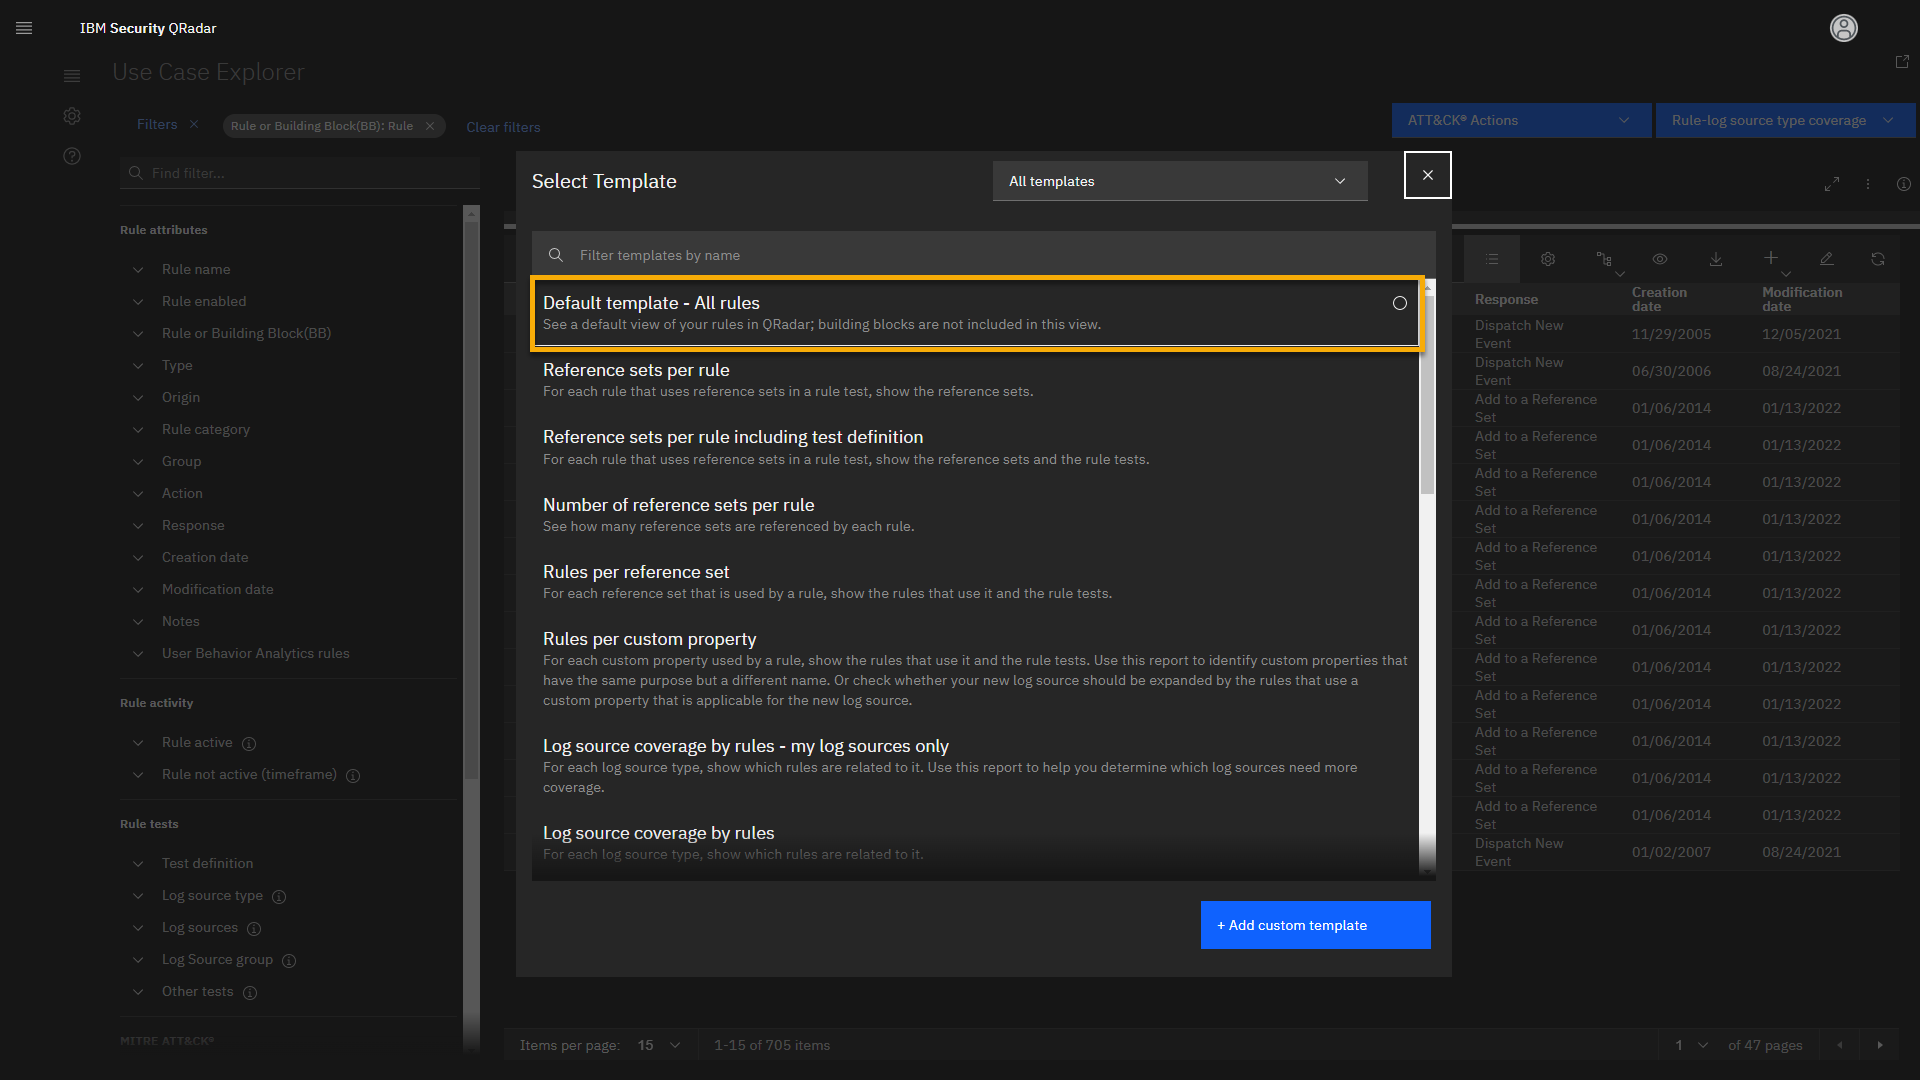 IBM Security QRadar
Use Case Explorer
Filters
Rule or Building Block(BB): Rule
Clear filters
ATT&CK® Actions
Rule-log source type coverage
Find filter...
Rule attributes
Rule name
Rule enabled
Rule or Building Block(BB)
Type
Origin
Rule category
Group
Action
Response
Creation date
Modification date
Notes
User Behavior Analytics rules
Rule activity
Rule active
Rule not active (timeframe)
Rule tests
Test definition
Log source type
Log sources
Log Source group
Other tests
MITRE ATT&CK®
Select Template
All templates
Filter templates by name
Default template - All rules
See a default view of your rules in QRadar; building blocks are not included in this view.
Reference sets per rule
For each rule that uses reference sets in a rule test, show the reference sets.
Reference sets per rule including test definition
For each rule that uses reference sets in a rule test, show the reference sets and the rule tests.
Number of reference sets per rule
See how many reference sets are referenced by each rule.
Rules per reference set
For each reference set that is used by a rule, show the rules that use it and the rule tests.
Rules per custom property
For each custom property used by a rule, show the rules that use it and the rule tests. Use this report to identify custom properties that
have the same purpose but a different name. Or check whether your new log source should be expanded by the rules that use a
custom property that is applicable for the new log source.
Log source coverage by rules - my log sources only
For each log source type, show which rules are related to it. Use this report to help you determine which log sources need more
coverage.
Log source coverage by rules
For each log source type, show which rules are related to it.
+ Add custom template
Response
Creation
date
Modification
date
Dispatch New
Event
11/29/2005
12/05/2021
Dispatch New
Event
06/30/2006
08/24/2021
Add to a Reference
Set
01/06/2014
01/13/2022
Add to a Reference
Set
01/06/2014
01/13/2022
Add to a Reference
Set
01/06/2014
01/13/2022
Add to a Reference
Set
01/06/2014
01/13/2022
Add to a Reference
Set
01/06/2014
01/13/2022
Add to a Reference
Set
01/06/2014
01/13/2022
Add to a Reference
Set
01/06/2014
01/13/2022
Add to a Reference
Set
01/06/2014
01/13/2022
Add to a Reference
Set
01/06/2014
01/13/2022
Add to a Reference
Set
01/06/2014
01/13/2022
Add to a Reference
Set
01/06/2014
01/13/2022
Add to a Reference
Set
01/06/2014
01/13/2022
Dispatch New
Event
01/02/2007
08/24/2021
Items per page:
15
1-15 of 705 items
1
of 47 pages